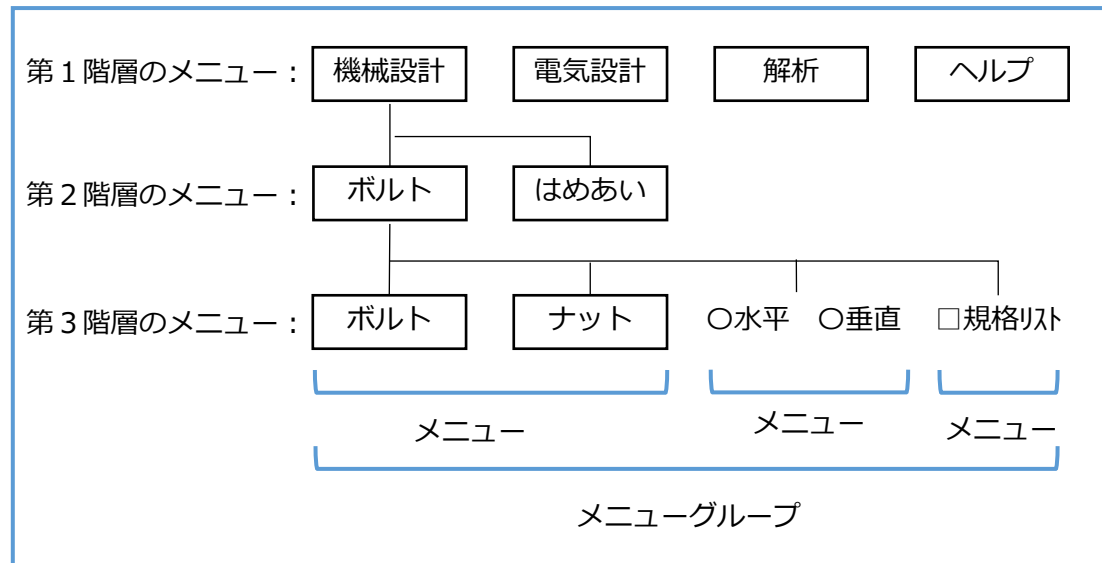 第１階層のメニュー： 機械設計 電気設計 解析 ヘルプ
第２階層のメニュー： ボルト はめあい
第３階層のメニュー： ボルト ナット 〇水平 〇垂直 □規格リスト
メニュー メニュー メニュー
メニューグループ